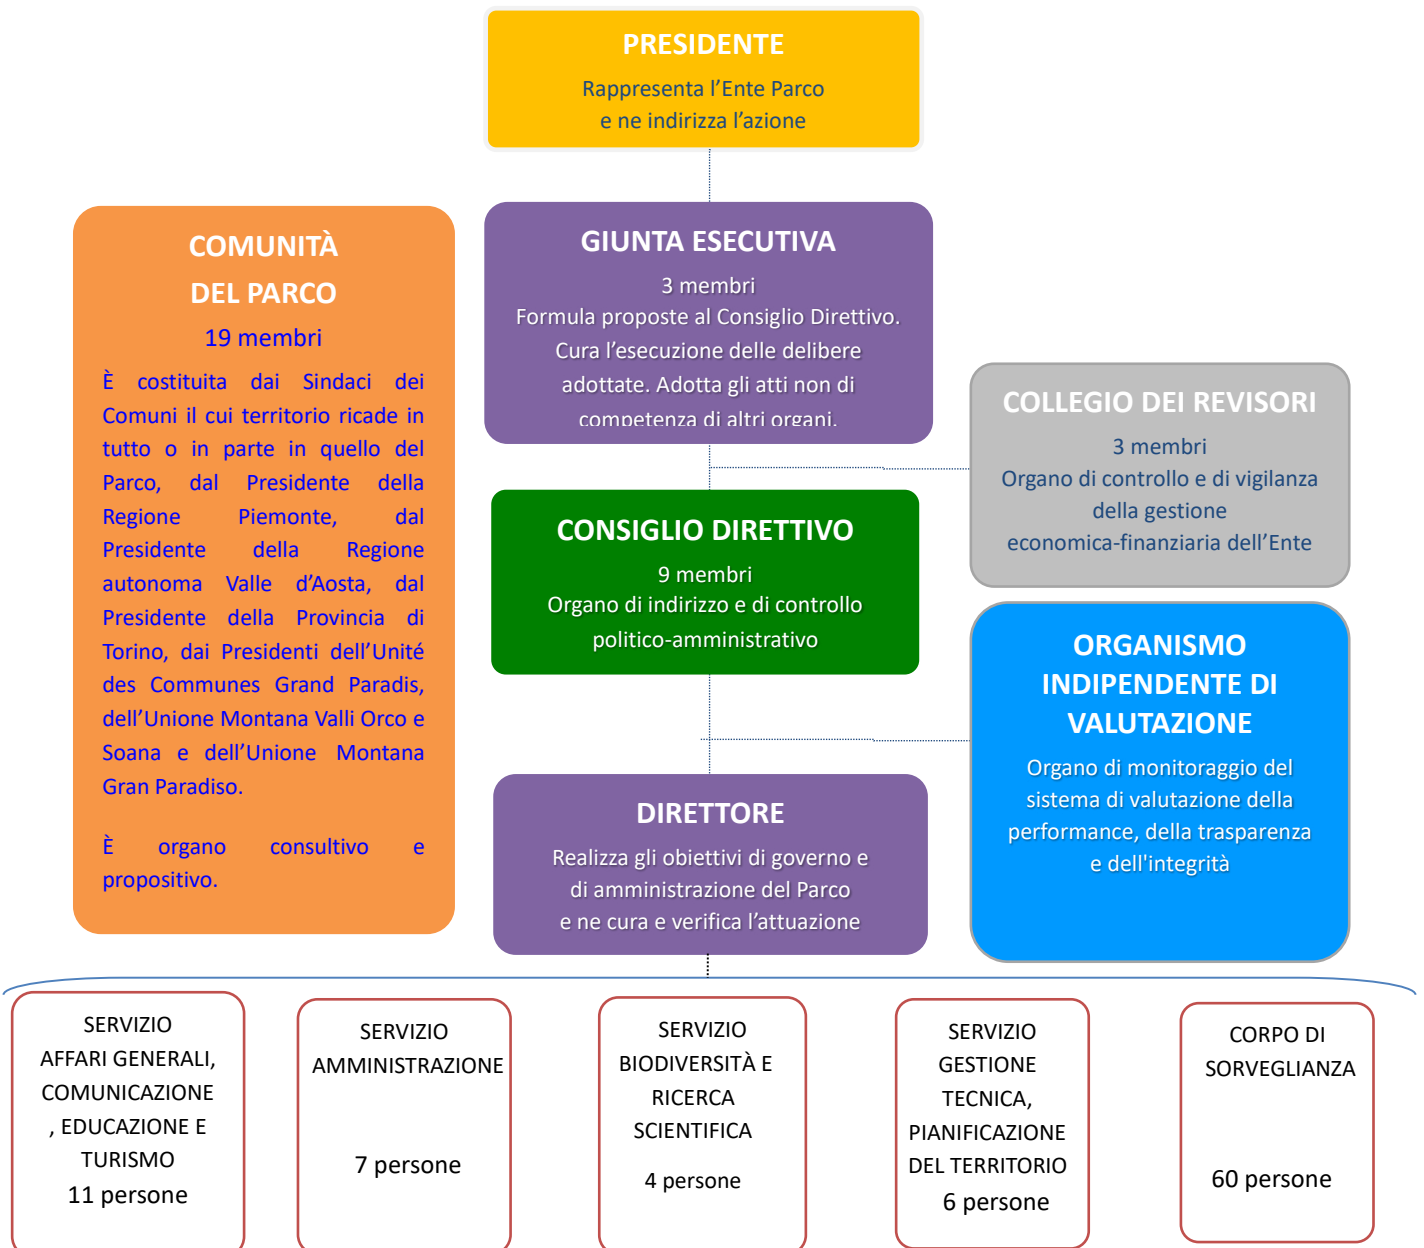 PRESIDENTE
Rappresenta l’Ente Parco
e ne indirizza l’azione
COMUNITÀ
DEL PARCO
19 membri
È costituita dai Sindaci dei
Comuni il cui territorio ricade in
tutto o in parte in quello del
Parco, dal Presidente della
Regione Piemonte, dal
Presidente della Regione
autonoma Valle d’Aosta, dal
Presidente della Provincia di
Torino, dai Presidenti dell’Unité
des Communes Grand Paradis,
dell’Unione Montana Valli Orco e
Soana e dell’Unione Montana
Gran Paradiso.
È organo consultivo e
propositivo.
GIUNTA ESECUTIVA
3 membri
Formula proposte al Consiglio Direttivo.
Cura l’esecuzione delle delibere
adottate. Adotta gli atti non di
competenza di altri organi.
COLLEGIO DEI REVISORI
3 membri
Organo di controllo e di vigilanza
della gestione
economica-finanziaria dell’Ente
CONSIGLIO DIRETTIVO
9 membri
Organo di indirizzo e di controllo
politico-amministrativo
ORGANISMO
INDIPENDENTE DI
VALUTAZIONE
Organo di monitoraggio del
sistema di valutazione della
performance, della trasparenza
e dell'integrità
DIRETTORE
Realizza gli obiettivi di governo e
di amministrazione del Parco
e ne cura e verifica l’attuazione
SERVIZIO
AFFARI GENERALI,
COMUNICAZIONE
, EDUCAZIONE E
TURISMO
11 persone
SERVIZIO
AMMINISTRAZIONE
7 persone
SERVIZIO
BIODIVERSITÀ E
RICERCA
SCIENTIFICA
4 persone
SERVIZIO
GESTIONE
TECNICA,
PIANIFICAZIONE
DEL TERRITORIO
6 persone
CORPO DI
SORVEGLIANZA
60 persone